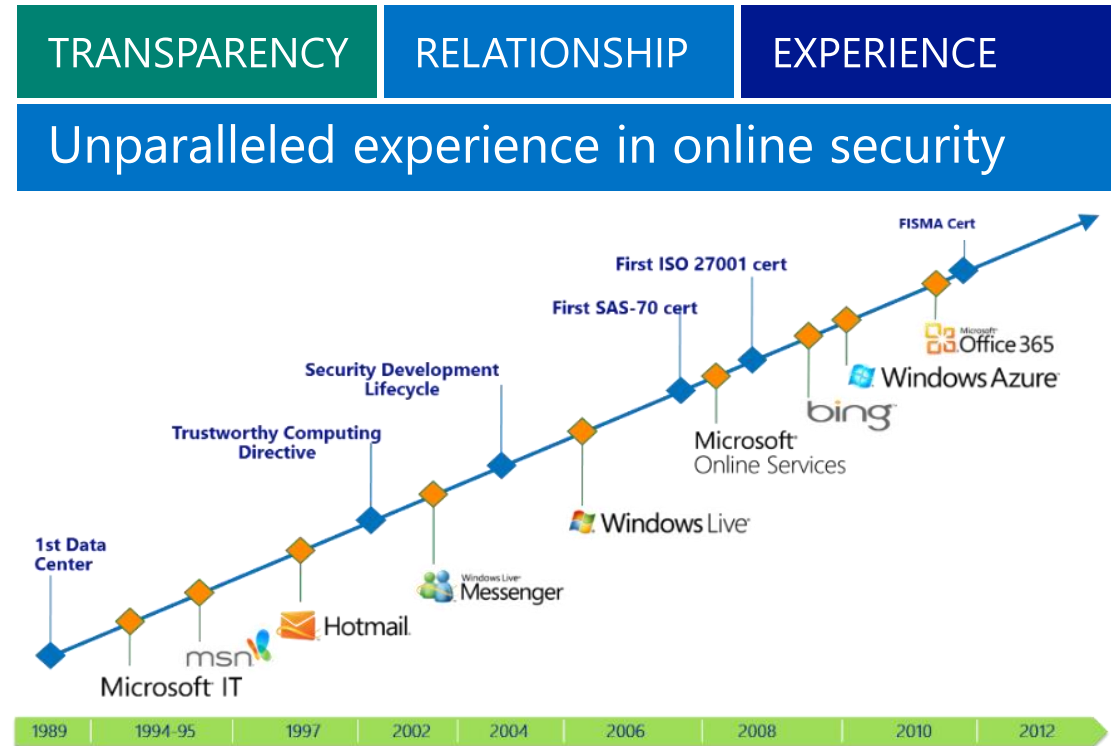 TRANSPARENCY
RELATIONSHIP
EXPERIENCE
Unparalleled experience in online security
FISMA Cert
First ISO 27001 cert
First SAS-70 cert
Microsoft
Office 365
Windows Azure
Security Development
Lifecycle
bing
Trustworthy Computing
Directive
Microsoft
Online Services
Windows Live
1st Data
Center
Windows Live
Messenger
Hotmail
msn
Microsoft IT
1989
1994-95
1997
2002
2004
2006
2008
2010
2012